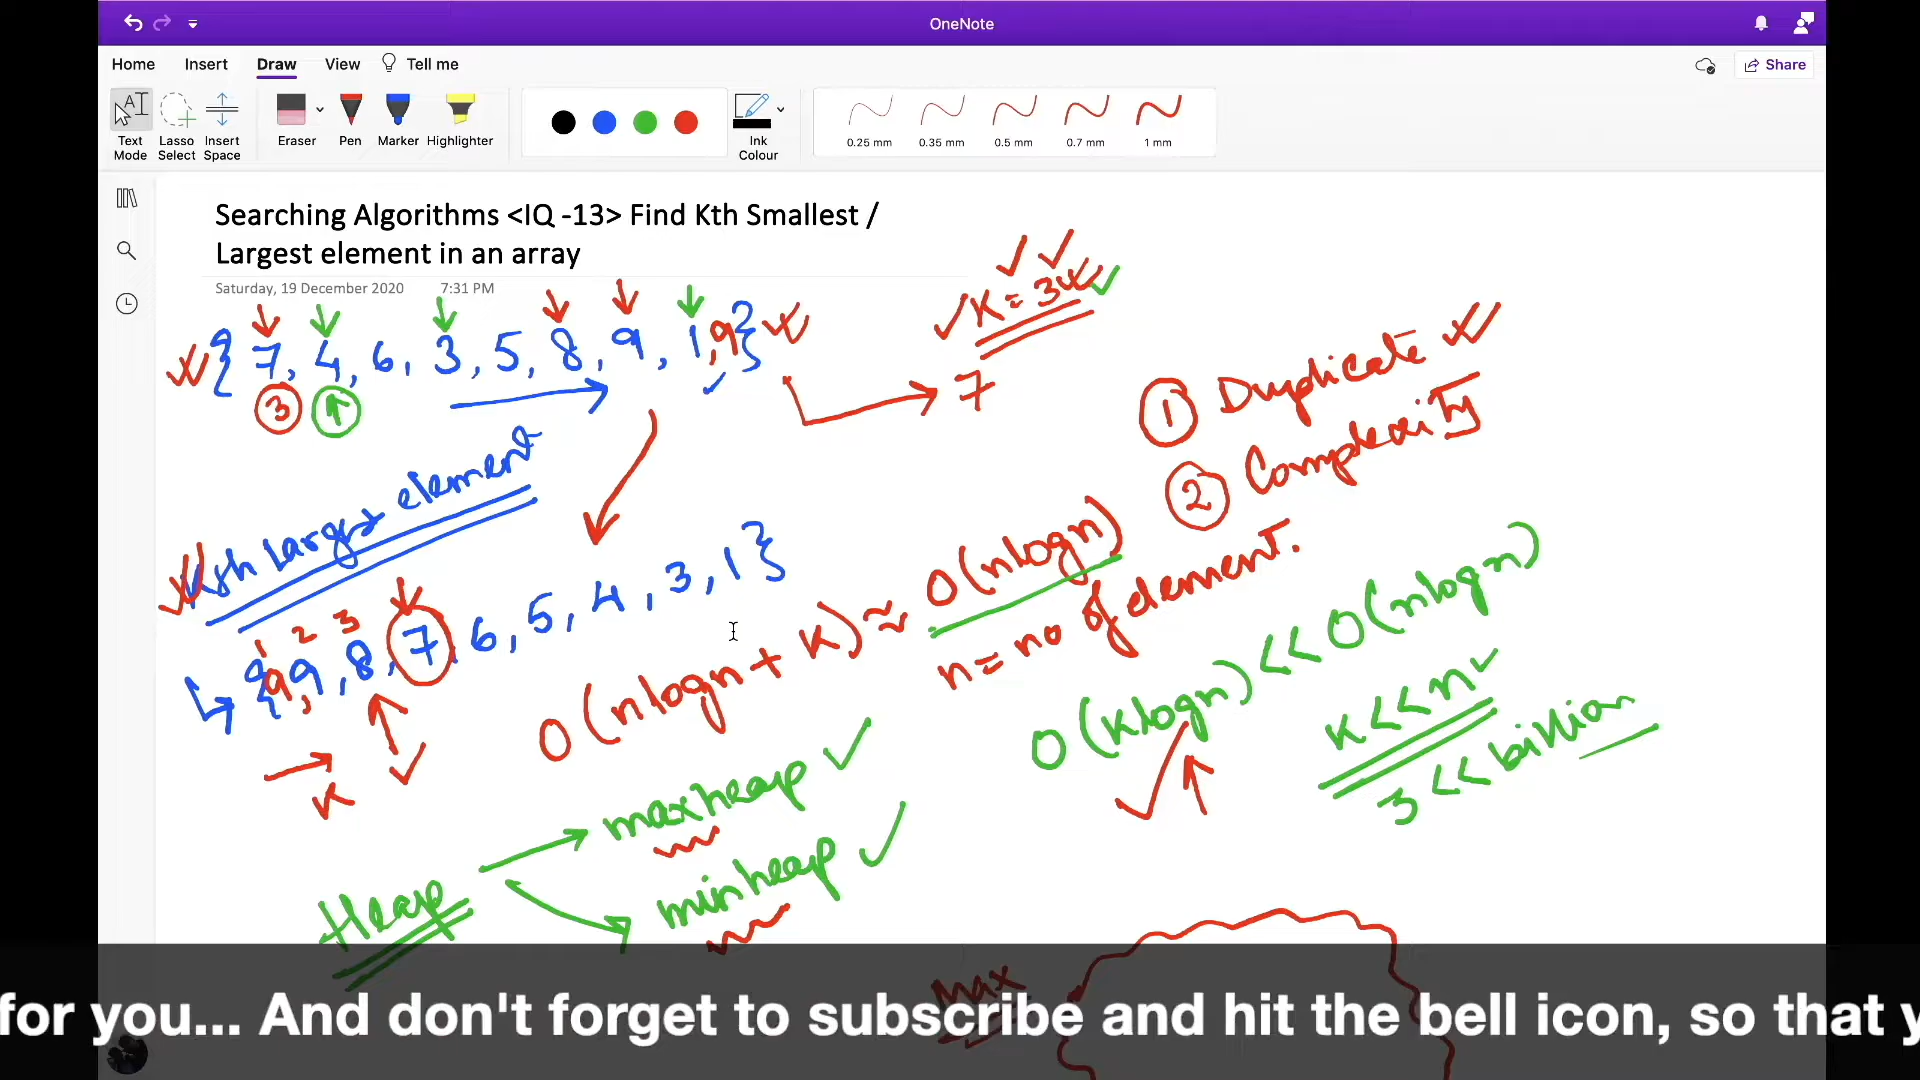 OneNote
Home Insert Draw View Tell me
Share
Text Mode
Lasso Select
Insert Space
Eraser
Pen
Marker
Highlighter
Ink Colour
0.25 mm
0.35 mm
0.5 mm
0.7 mm
1 mm
Searching Algorithms <IQ -13> Find Kth Smallest /
Largest element in an array
Saturday, 19 December 2020 7:31 PM
K = 3
{ 7, 4, 6, 3, 5, 8, 9, 1, 9 }
3
7
1 Duplicate
2 Complexity
Kth largest element
1 2 3
{ 9, 9, 8, 7, 6, 5, 4, 3, 1 }
K
O(nlogn + K) ≈ O(nlogn)
n = no of element.
O(Klogn) << O(nlogn)
K << n
3 << billion
Heap
maxheap
minheap
Max
for you... And don't forget to subscribe and hit the bell icon, so that y